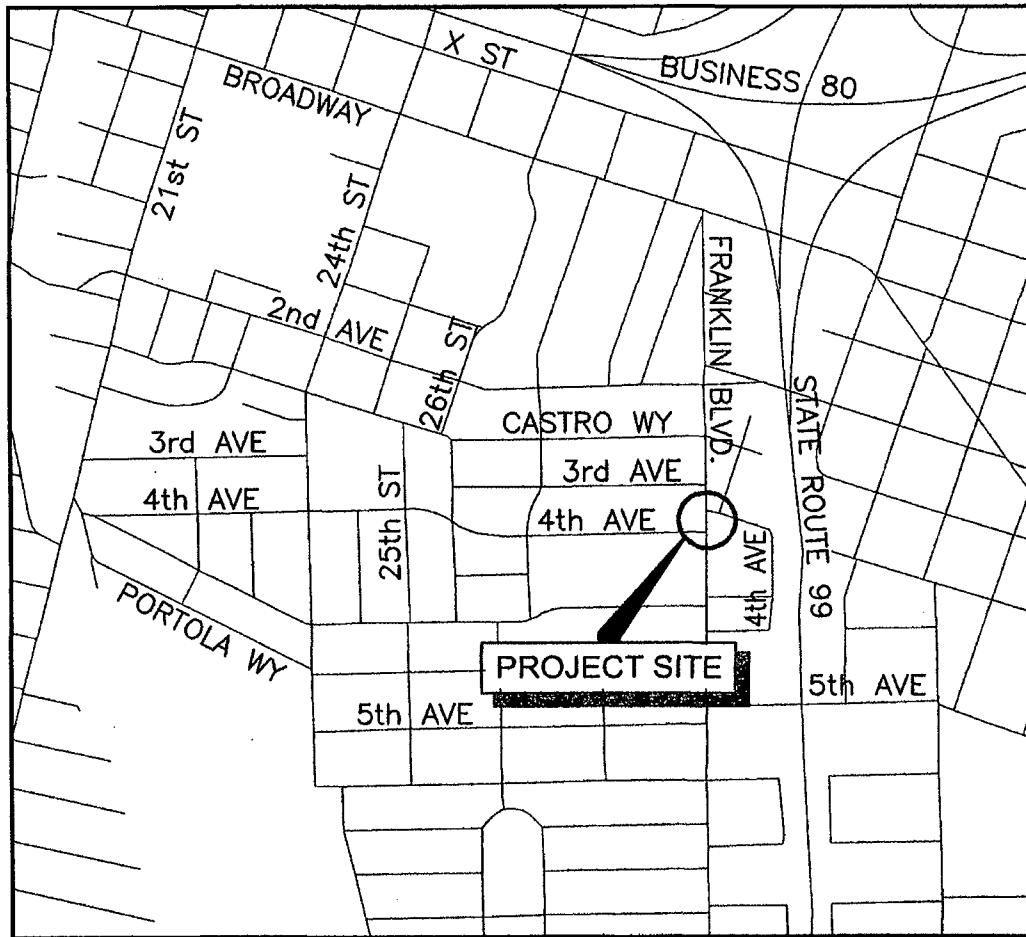 X ST
BUSINESS 80
BROADWAY
21st ST
24th ST
2nd AVE
26th ST
FRANKLIN BLVD.
STATE ROUTE 99
CASTRO WY
3rd AVE
3rd AVE
4th AVE
4th AVE
25th ST
4th AVE
PORTOLA WY
PROJECT SITE
5th AVE
5th AVE